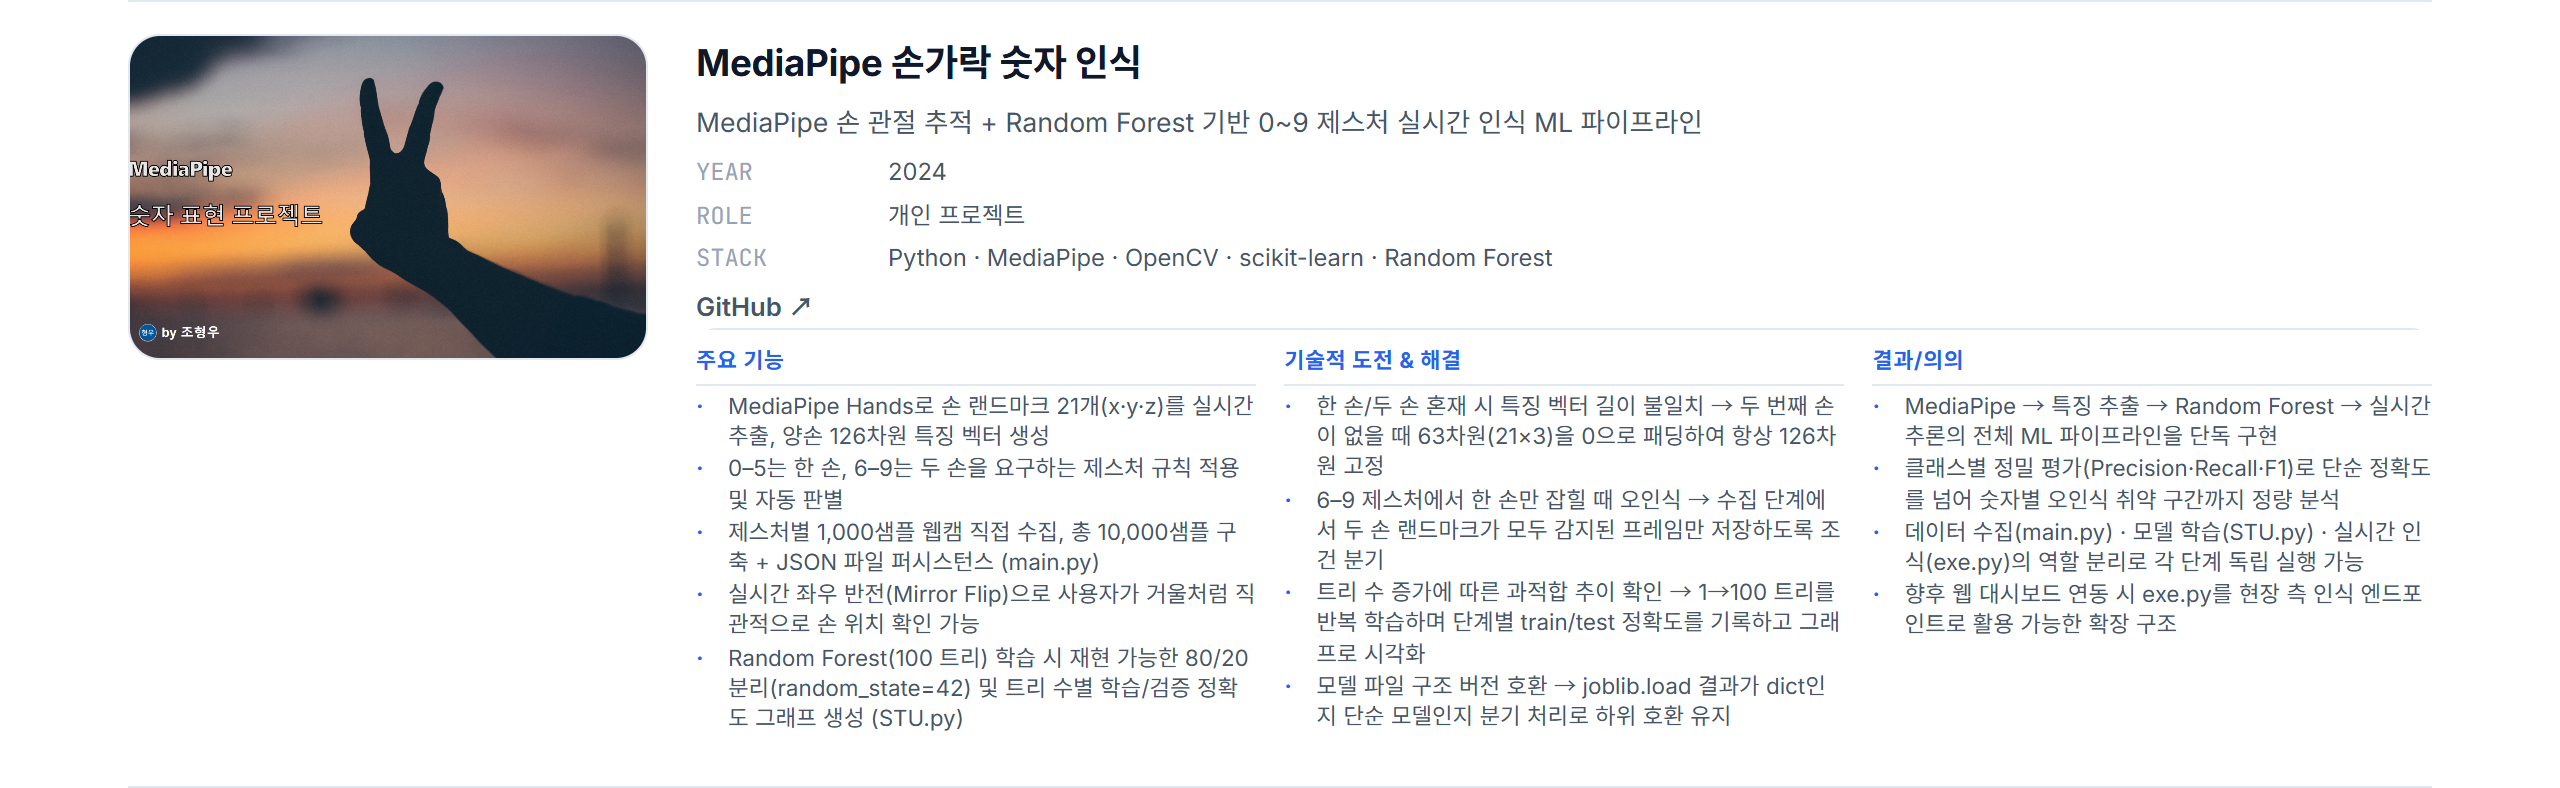 MediaPipe
숫자 표현 프로젝트
형우
by 조형우
MediaPipe 손가락 숫자 인식
MediaPipe 손 관절 추적 + Random Forest 기반 0~9 제스처 실시간 인식 ML 파이프라인
YEAR 2024
ROLE 개인 프로젝트
STACK Python · MediaPipe · OpenCV · scikit-learn · Random Forest
GitHub ↗
주요 기능
• MediaPipe Hands로 손 랜드마크 21개(x·y·z)를 실시간
추출, 양손 126차원 특징 벡터 생성
• 0–5는 한 손, 6–9는 두 손을 요구하는 제스처 규칙 적용
및 자동 판별
• 제스처별 1,000샘플 웹캠 직접 수집, 총 10,000샘플 구
축 + JSON 파일 퍼시스턴스 (main.py)
• 실시간 좌우 반전(Mirror Flip)으로 사용자가 거울처럼 직
관적으로 손 위치 확인 가능
• Random Forest(100 트리) 학습 시 재현 가능한 80/20
분리(random_state=42) 및 트리 수별 학습/검증 정확
도 그래프 생성 (STU.py)
기술적 도전 & 해결
• 한 손/두 손 혼재 시 특징 벡터 길이 불일치 → 두 번째 손
이 없을 때 63차원(21×3)을 0으로 패딩하여 항상 126차
원 고정
• 6–9 제스처에서 한 손만 잡힐 때 오인식 → 수집 단계에
서 두 손 랜드마크가 모두 감지된 프레임만 저장하도록 조
건 분기
• 트리 수 증가에 따른 과적합 추이 확인 → 1→100 트리를
반복 학습하며 단계별 train/test 정확도를 기록하고 그래
프로 시각화
• 모델 파일 구조 버전 호환 → joblib.load 결과가 dict인
지 단순 모델인지 분기 처리로 하위 호환 유지
결과/의의
• MediaPipe → 특징 추출 → Random Forest → 실시간
추론의 전체 ML 파이프라인을 단독 구현
• 클래스별 정밀 평가(Precision·Recall·F1)로 단순 정확도
를 넘어 숫자별 오인식 취약 구간까지 정량 분석
• 데이터 수집(main.py) · 모델 학습(STU.py) · 실시간 인
식(exe.py)의 역할 분리로 각 단계 독립 실행 가능
• 향후 웹 대시보드 연동 시 exe.py를 현장 측 인식 엔드포
인트로 활용 가능한 확장 구조